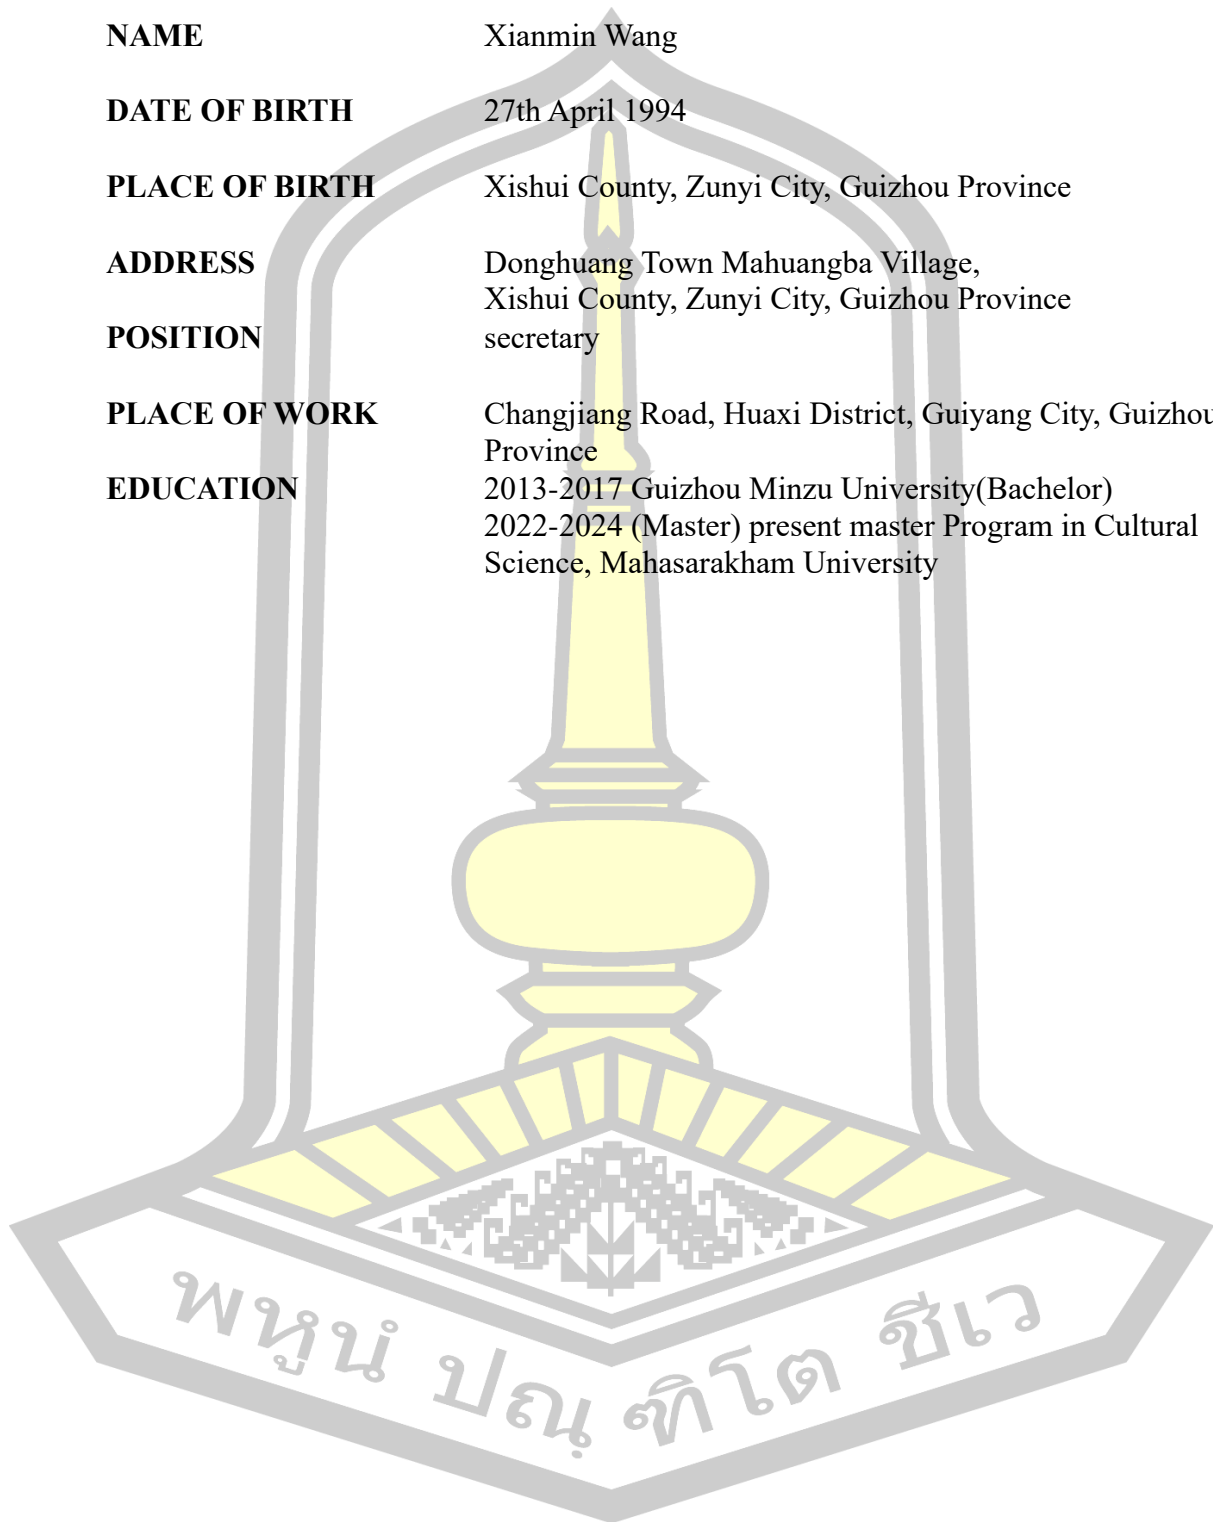 NAME Xianmin Wang
DATE OF BIRTH 27th April 1994
PLACE OF BIRTH Xishui County, Zunyi City, Guizhou Province
ADDRESS Donghuang Town Mahuangba Village,
Xishui County, Zunyi City, Guizhou Province
POSITION secretary
PLACE OF WORK Changjiang Road, Huaxi District, Guiyang City, Guizhou
Province
EDUCATION 2013-2017 Guizhou Minzu University(Bachelor)
2022-2024 (Master) present master Program in Cultural
Science, Mahasarakham University
พหูนํ ปณฺ ฑิโต ชีเว